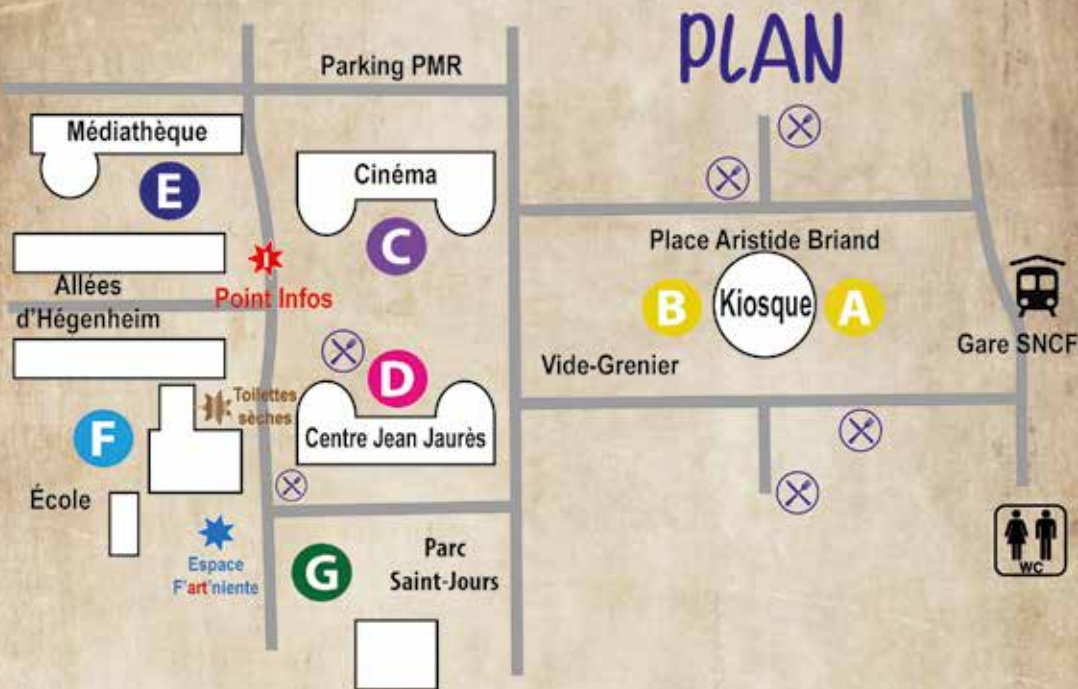 PLAN
Parking PMR
Médiathèque
E
Cinéma
C
Place Aristide Briand
B
Kiosque
A
Gare SNCF
Vide-Grenier
I
Point Infos
Allées
d'Hégenheim
D
Toilettes
sèches
Centre Jean Jaurès
F
École
Espace
F'art'niente
G
Parc
Saint-Jours
WC